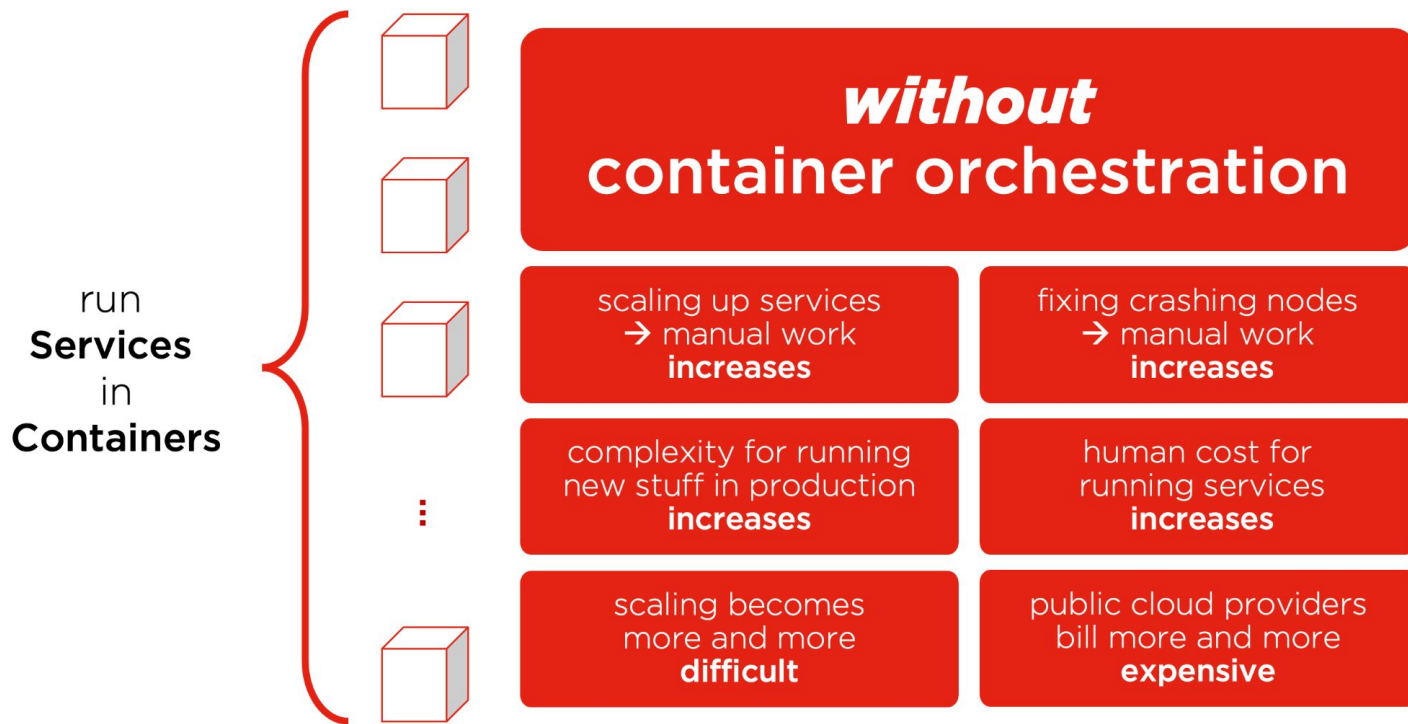 run
Services
in
Containers
⋮
without
container orchestration
scaling up services
→ manual work
increases
fixing crashing nodes
→ manual work
increases
complexity for running
new stuff in production
increases
human cost for
running services
increases
scaling becomes
more and more
difficult
public cloud providers
bill more and more
expensive